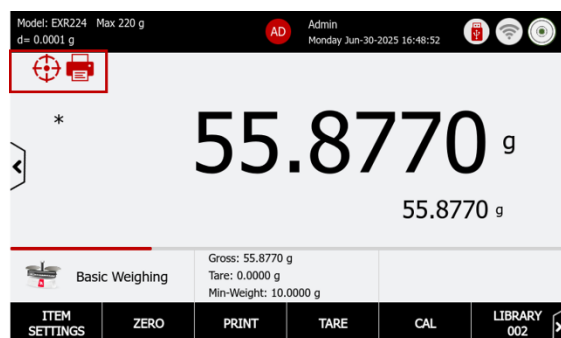 Model: EXR224 Max 220 g
d= 0.0001 g
AD
Admin
Monday Jun-30-2025 16:48:52
*
55.8770 g
55.8770 g
Basic Weighing
Gross: 55.8770 g
Tare: 0.0000 g
Min-Weight: 10.0000 g
ITEM
SETTINGS
ZERO
PRINT
TARE
CAL
LIBRARY
002